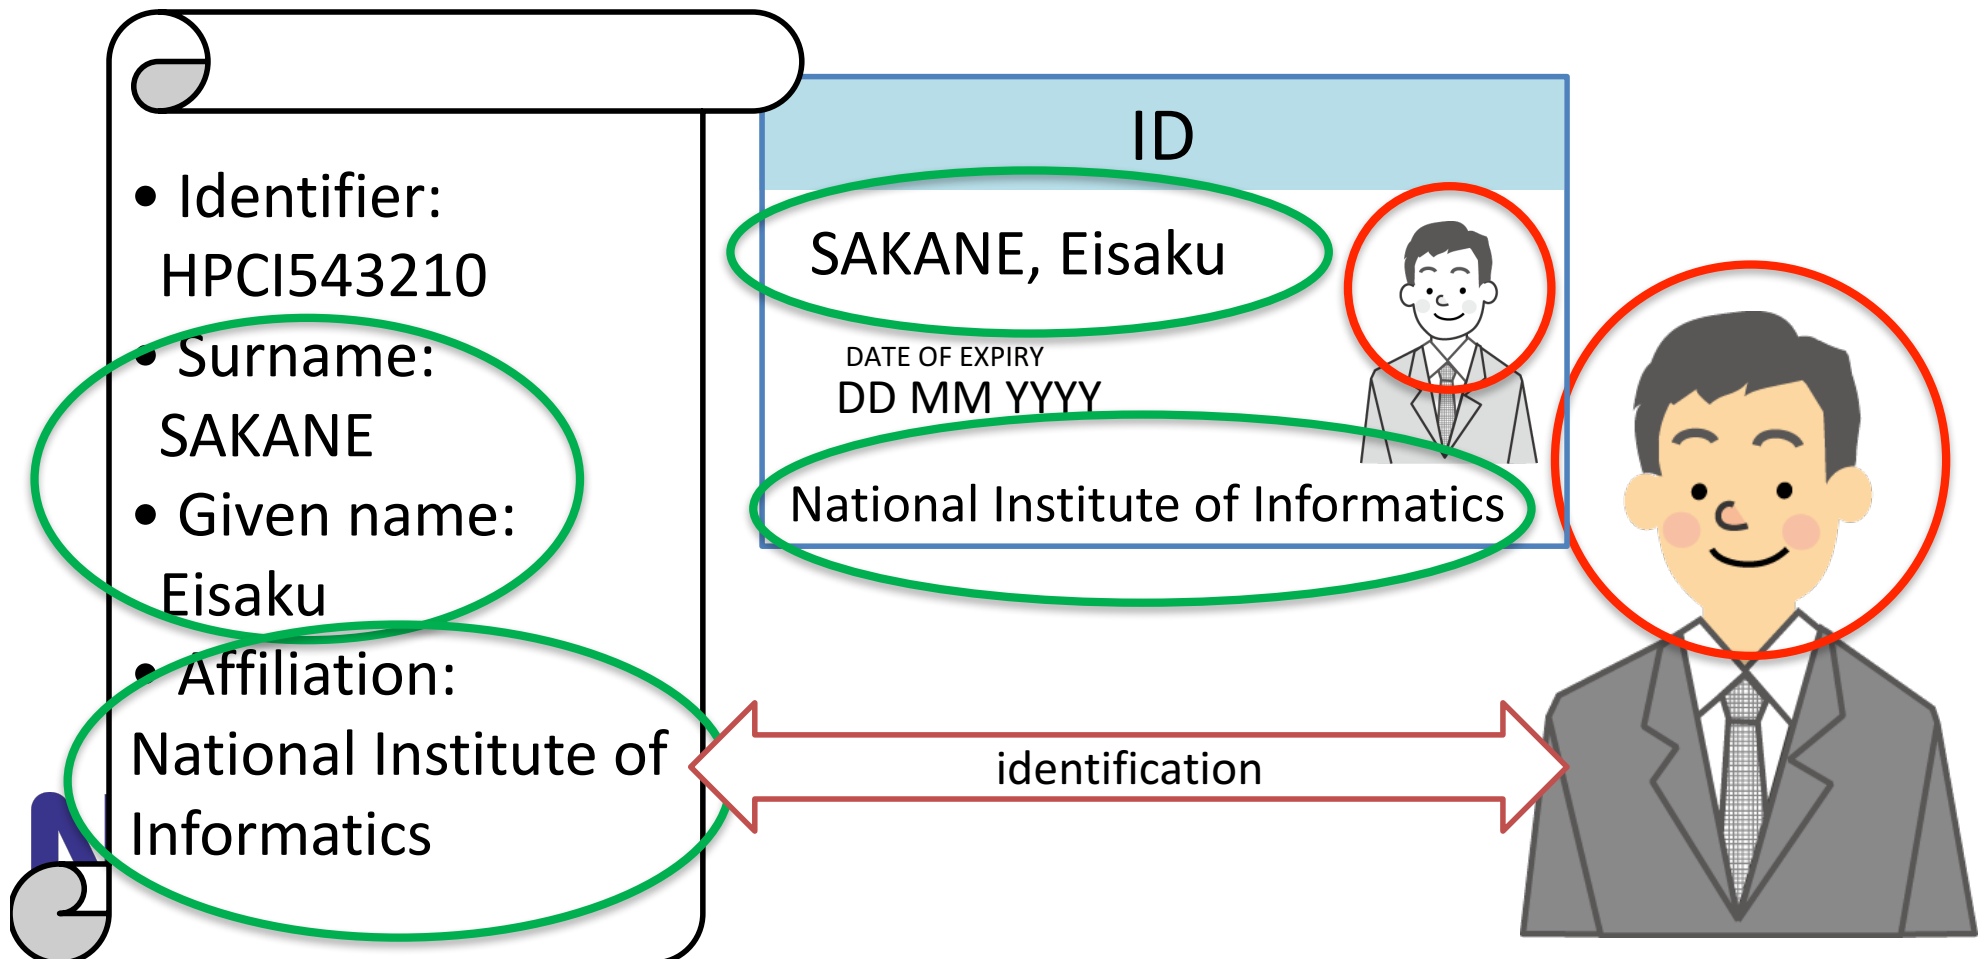 • Identifier:
HPCI543210
• Surname:
SAKANE
• Given name:
Eisaku
• Affiliation:
National Institute of
Informatics
ID
SAKANE, Eisaku
DATE OF EXPIRY
DD MM YYYY
National Institute of Informatics
identification